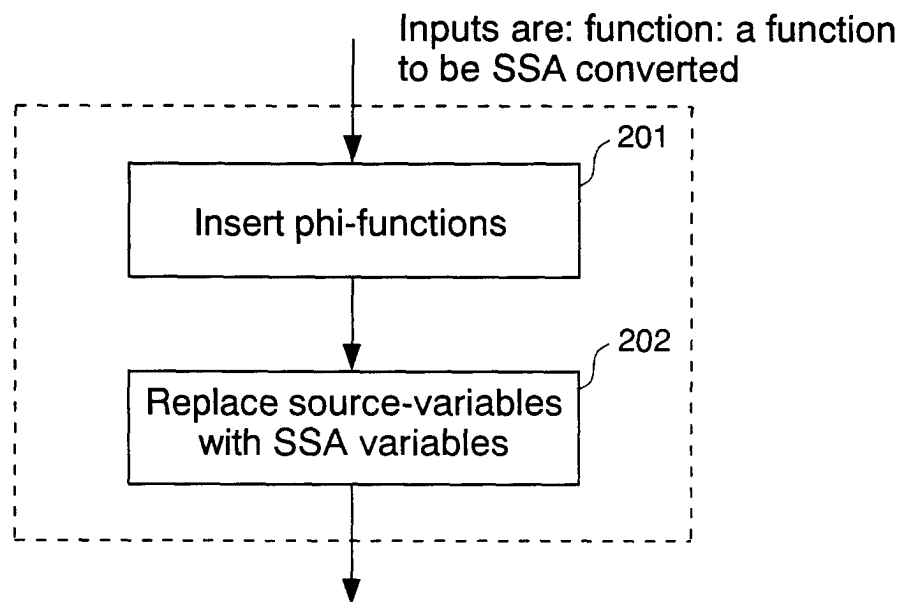 Inputs are: function: a function
to be SSA converted
201
Insert phi-functions
202
Replace source-variables
with SSA variables